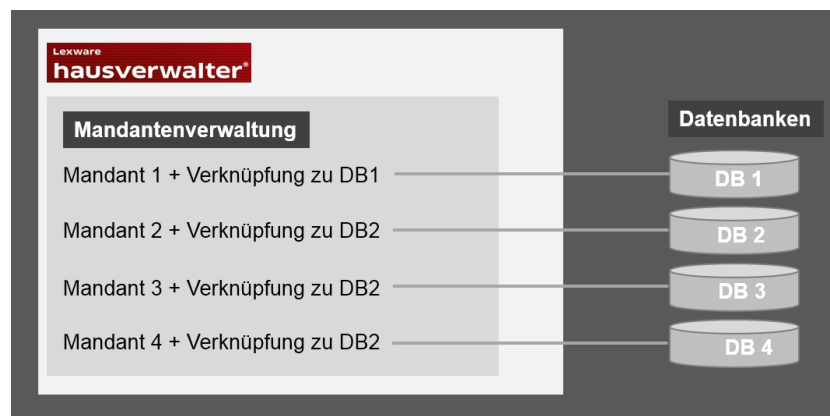 Lexware
hausverwalter®
Mandantenverwaltung
Datenbanken
Mandant 1 + Verknüpfung zu DB1
DB 1
Mandant 2 + Verknüpfung zu DB2
DB 2
Mandant 3 + Verknüpfung zu DB2
DB 3
Mandant 4 + Verknüpfung zu DB2
DB 4